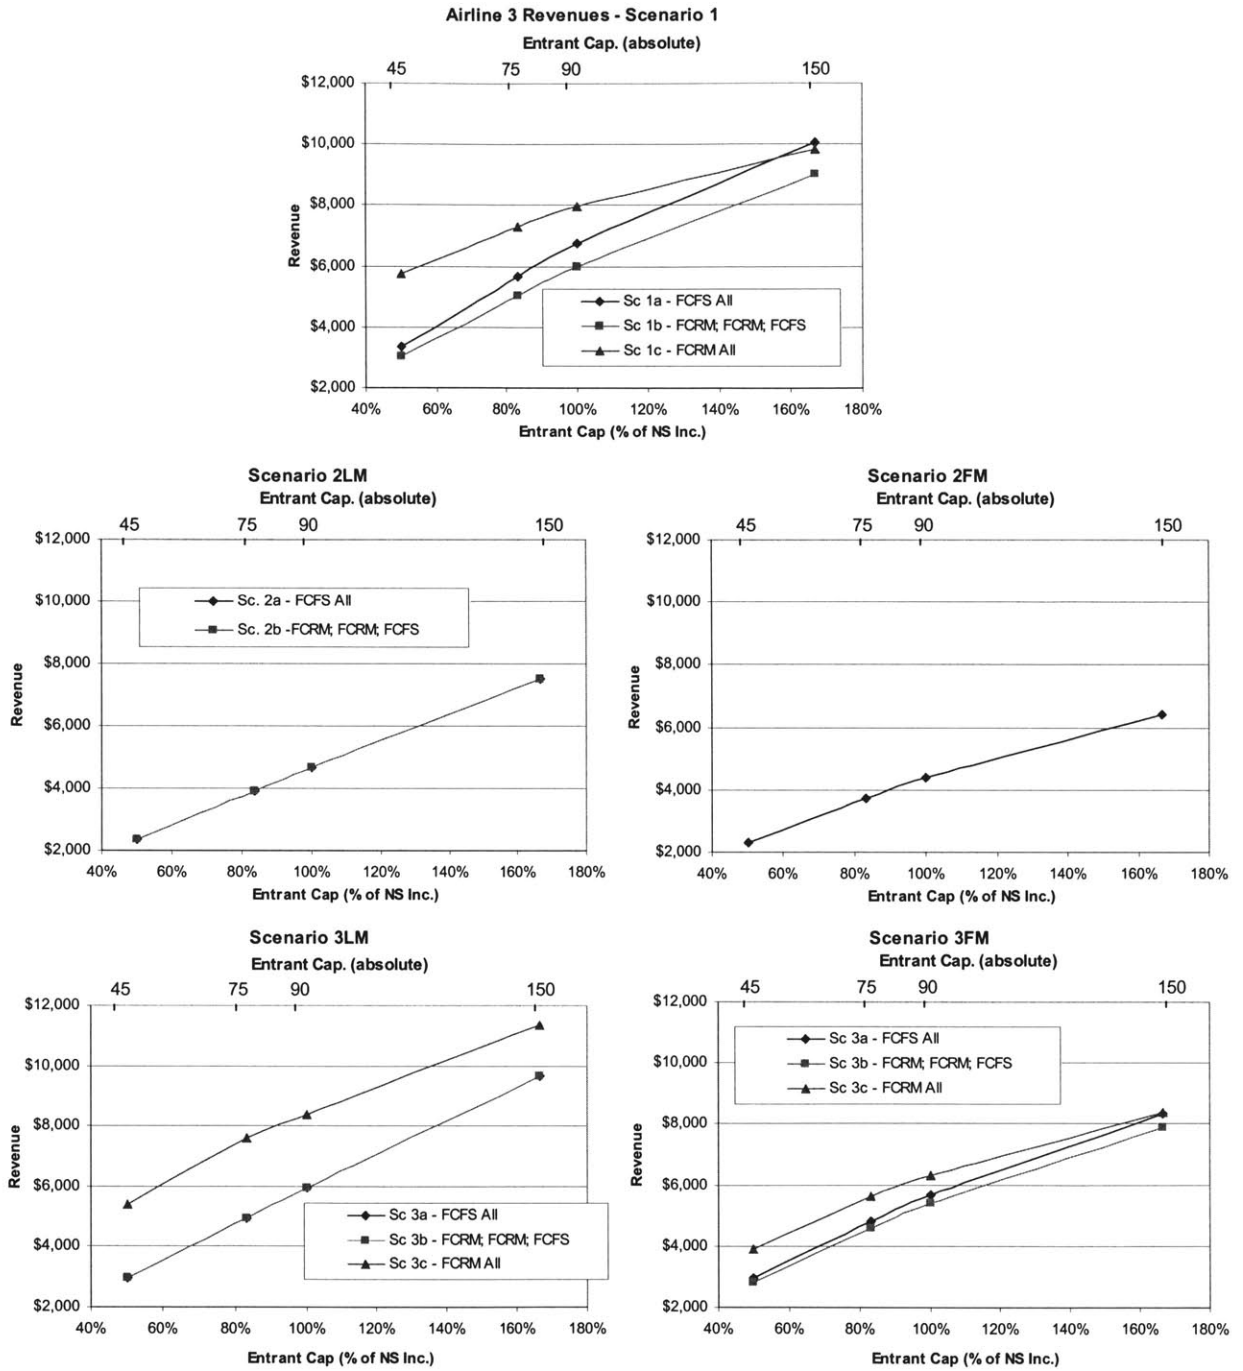 Airline 3 Revenues - Scenario 1
Entrant Cap. (absolute)
45 75 90 150
$12,000
$10,000
$8,000
$6,000
$4,000
$2,000
Revenue
Sc 1a - FCFS All
Sc 1b - FCRM; FCRM; FCFS
Sc 1c - FCRM All
40% 60% 80% 100% 120% 140% 160% 180%
Entrant Cap (% of NS Inc.)
Scenario 2LM
Entrant Cap. (absolute)
45 75 90 150
$12,000
$10,000
$8,000
$6,000
$4,000
$2,000
Revenue
Sc. 2a - FCFS All
Sc. 2b -FCRM; FCRM; FCFS
40% 60% 80% 100% 120% 140% 160% 180%
Entrant Cap (% of NS Inc.)
Scenario 2FM
Entrant Cap. (absolute)
45 75 90 150
$12,000
$10,000
$8,000
$6,000
$4,000
$2,000
Revenue
40% 60% 80% 100% 120% 140% 160% 180%
Entrant Cap (% of NS Inc.)
Scenario 3LM
Entrant Cap. (absolute)
45 75 90 150
$12,000
$10,000
$8,000
$6,000
$4,000
$2,000
Revenue
Sc 3a - FCFS All
Sc 3b - FCRM; FCRM; FCFS
Sc 3c - FCRM All
40% 60% 80% 100% 120% 140% 160% 180%
Entrant Cap (% of NS Inc.)
Scenario 3FM
Entrant Cap. (absolute)
45 75 90 150
$12,000
$10,000
$8,000
$6,000
$4,000
$2,000
Revenue
Sc 3a - FCFS All
Sc 3b - FCRM; FCRM; FCFS
Sc 3c - FCRM All
40% 60% 80% 100% 120% 140% 160% 180%
Entrant Cap (% of NS Inc.)